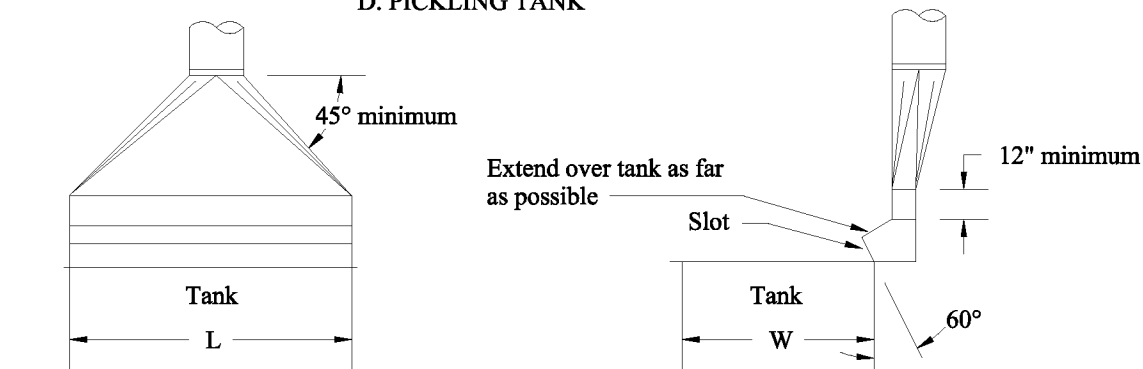 D. PICKLING TANK
45° minimum
Tank
L
Extend over tank as far
as possible
Slot
12" minimum
Tank
W
60°